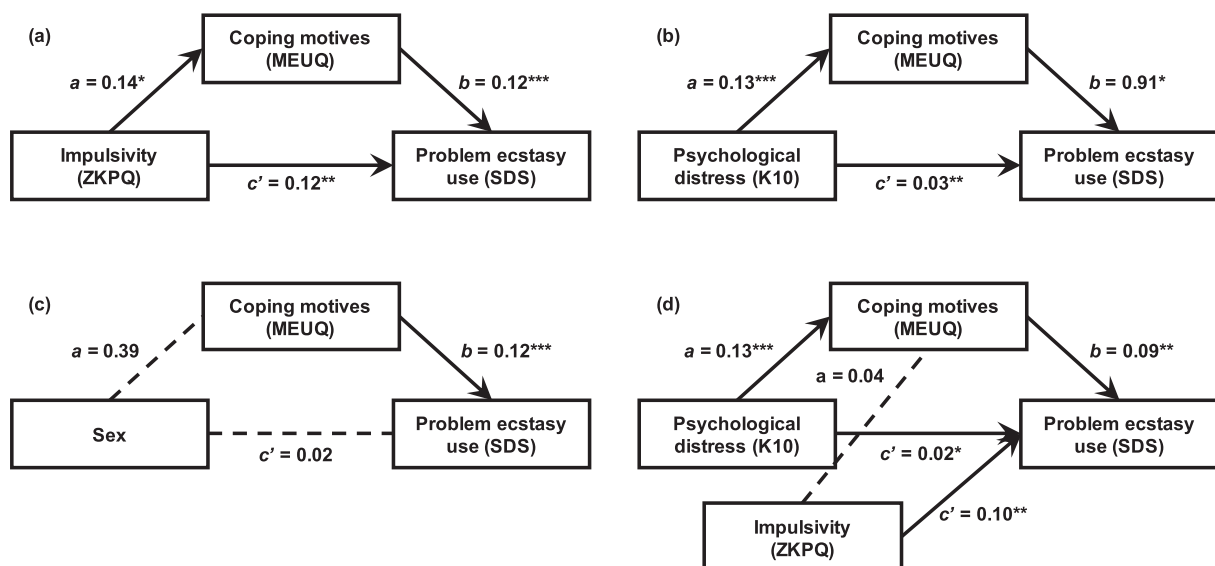 (a)
Coping motives
(MEUQ)
a = 0.14*
b = 0.12***
Impulsivity
(ZKPQ)
Problem ecstasy
use (SDS)
c’ = 0.12**
(b)
Coping motives
(MEUQ)
a = 0.13***
b = 0.91*
Psychological
distress (K10)
Problem ecstasy
use (SDS)
c’ = 0.03**
(c)
Coping motives
(MEUQ)
a = 0.39
b = 0.12***
Sex
Problem ecstasy
use (SDS)
c’ = 0.02
(d)
Coping motives
(MEUQ)
a = 0.13***
a = 0.04
b = 0.09**
Psychological
distress (K10)
Problem ecstasy
use (SDS)
c’ = 0.02*
c’ = 0.10**
Impulsivity
(ZKPQ)